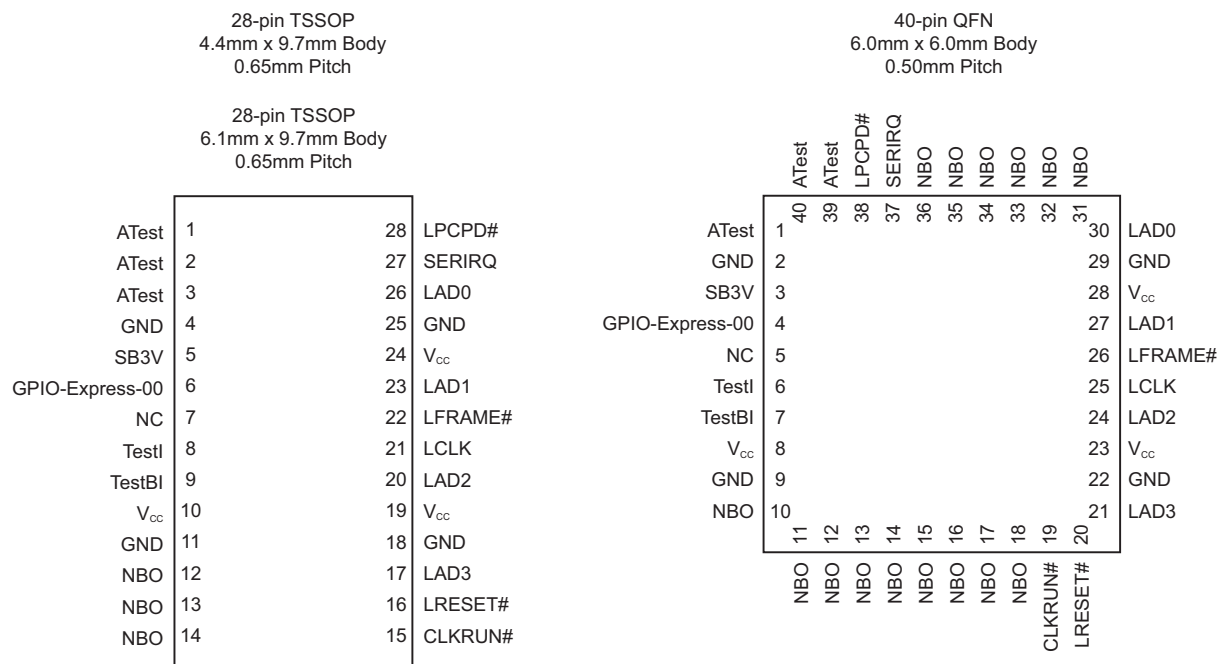 28-pin TSSOP
4.4mm x 9.7mm Body
0.65mm Pitch
28-pin TSSOP
6.1mm x 9.7mm Body
0.65mm Pitch
ATest 1 28 LPCPD#
ATest 2 27 SERIRQ
ATest 3 26 LAD0
GND 4 25 GND
SB3V 5 24 Vcc
GPIO-Express-00 6 23 LAD1
NC 7 22 LFRAME#
TestI 8 21 LCLK
TestBI 9 20 LAD2
Vcc 10 19 Vcc
GND 11 18 GND
NBO 12 17 LAD3
NBO 13 16 LRESET#
NBO 14 15 CLKRUN#
40-pin QFN
6.0mm x 6.0mm Body
0.50mm Pitch
ATest ATest LPCPD# SERIRQ NBO NBO NBO NBO NBO NBO
40 39 38 37 36 35 34 33 32 31
ATest 1 30 LAD0
GND 2 29 GND
SB3V 3 28 Vcc
GPIO-Express-00 4 27 LAD1
NC 5 26 LFRAME#
TestI 6 25 LCLK
TestBI 7 24 LAD2
Vcc 8 23 Vcc
GND 9 22 GND
NBO 10 21 LAD3
11 12 13 14 15 16 17 18 19 20
NBO NBO NBO NBO NBO NBO NBO NBO CLKRUN# LRESET#